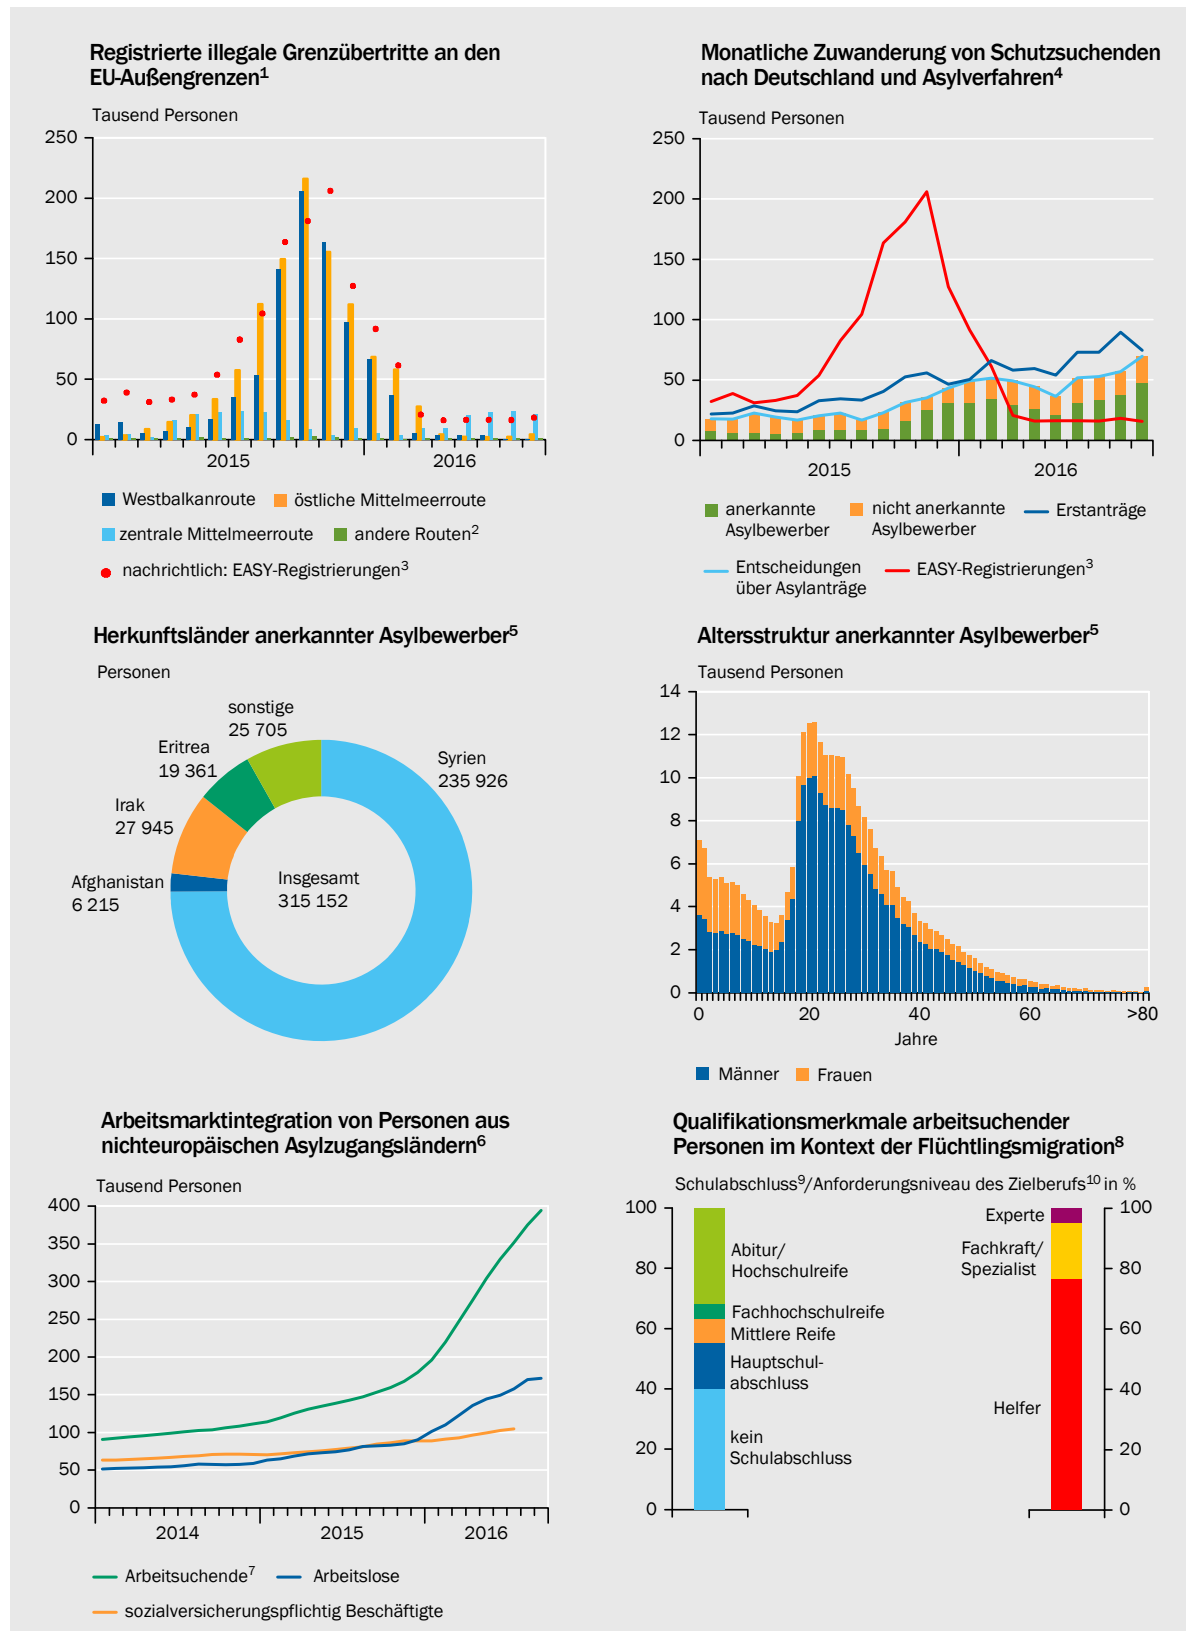 Registrierte illegale Grenzübertritte an den
EU-Außengrenzen1
Tausend Personen
250
200
150
100
50
0
2015
2016
Westbalkanroute
östliche Mittelmeerroute
zentrale Mittelmeerroute
andere Routen2
nachrichtlich: EASY-Registrierungen3
Monatliche Zuwanderung von Schutzsuchenden
nach Deutschland und Asylverfahren4
Tausend Personen
250
200
150
100
50
0
2015
2016
anerkannte
Asylbewerber
nicht anerkannte
Asylbewerber
Erstanträge
Entscheidungen
über Asylanträge
EASY-Registrierungen3
Herkunftsländer anerkannter Asylbewerber5
Personen
sonstige
25 705
Eritrea
19 361
Irak
27 945
Afghanistan
6 215
Syrien
235 926
Insgesamt
315 152
Altersstruktur anerkannter Asylbewerber5
Tausend Personen
14
12
10
8
6
4
2
0
0
20
40
60
>80
Jahre
Männer
Frauen
Arbeitsmarktintegration von Personen aus
nichteuropäischen Asylzugangsländern6
Tausend Personen
400
350
300
250
200
150
100
50
0
2014
2015
2016
Arbeitsuchende7
Arbeitslose
sozialversicherungspflichtig Beschäftigte
Qualifikationsmerkmale arbeitsuchender
Personen im Kontext der Flüchtlingsmigration8
Schulabschluss9/Anforderungsniveau des Zielberufs10 in %
100
80
60
40
20
0
Abitur/
Hochschulreife
Fachhochschulreife
Mittlere Reife
Hauptschul-
abschluss
kein
Schulabschluss
Experte
Fachkraft/
Spezialist
Helfer
100
80
60
40
20
0